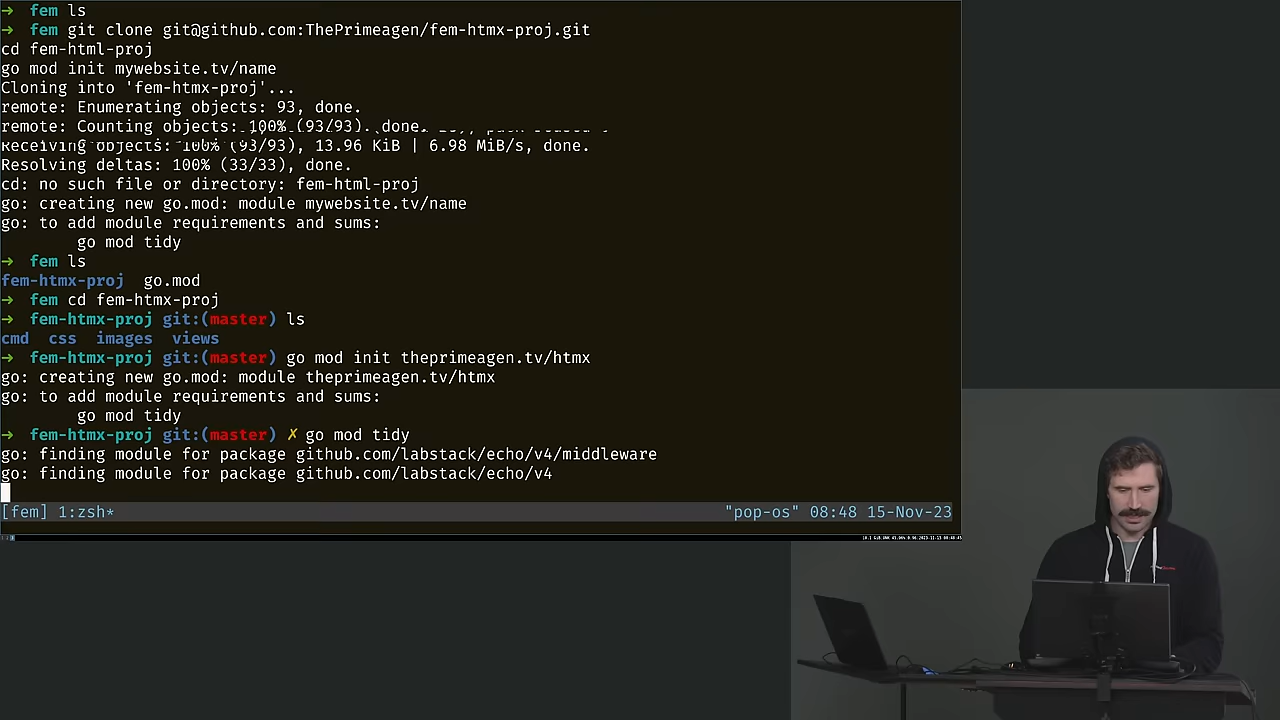 → fem ls
→ fem git clone git@github.com:ThePrimeagen/fem-htmx-proj.git
cd fem-html-proj
go mod init mywebsite.tv/name
Cloning into 'fem-htmx-proj'...
remote: Enumerating objects: 93, done.
remote: Counting objects: 100% (93/93), done.
Receiving objects: 100% (93/93), 13.96 KiB | 6.98 MiB/s, done.
Resolving deltas: 100% (33/33), done.
cd: no such file or directory: fem-html-proj
go: creating new go.mod: module mywebsite.tv/name
go: to add module requirements and sums:
go mod tidy
→ fem ls
fem-htmx-proj go.mod
→ fem cd fem-htmx-proj
→ fem-htmx-proj git:(master) ls
cmd css images views
→ fem-htmx-proj git:(master) go mod init theprimeagen.tv/htmx
go: creating new go.mod: module theprimeagen.tv/htmx
go: to add module requirements and sums:
go mod tidy
→ fem-htmx-proj git:(master) ✗ go mod tidy
go: finding module for package github.com/labstack/echo/v4/middleware
go: finding module for package github.com/labstack/echo/v4
[fem] 1:zsh* "pop-os" 08:48 15-Nov-23